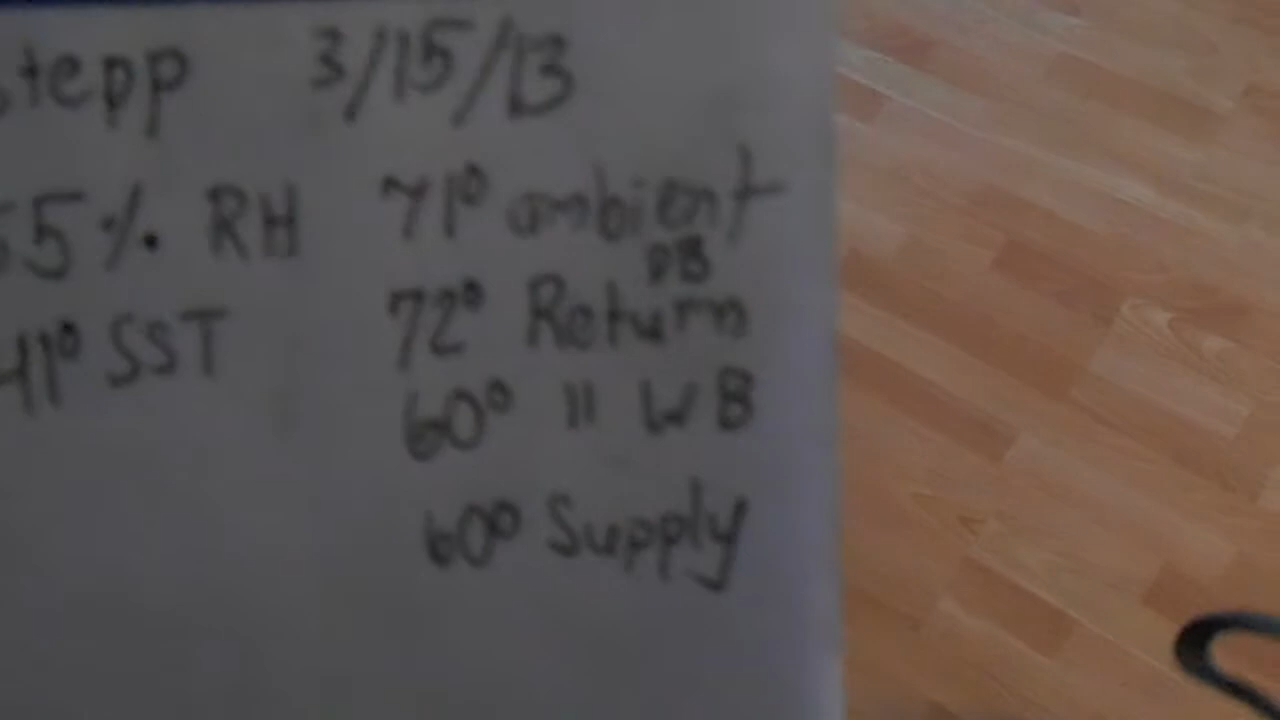 stepp 3/15/13
55% RH 71° ambient
DB
41° SST 72° Return
60° " WB
60° Supply